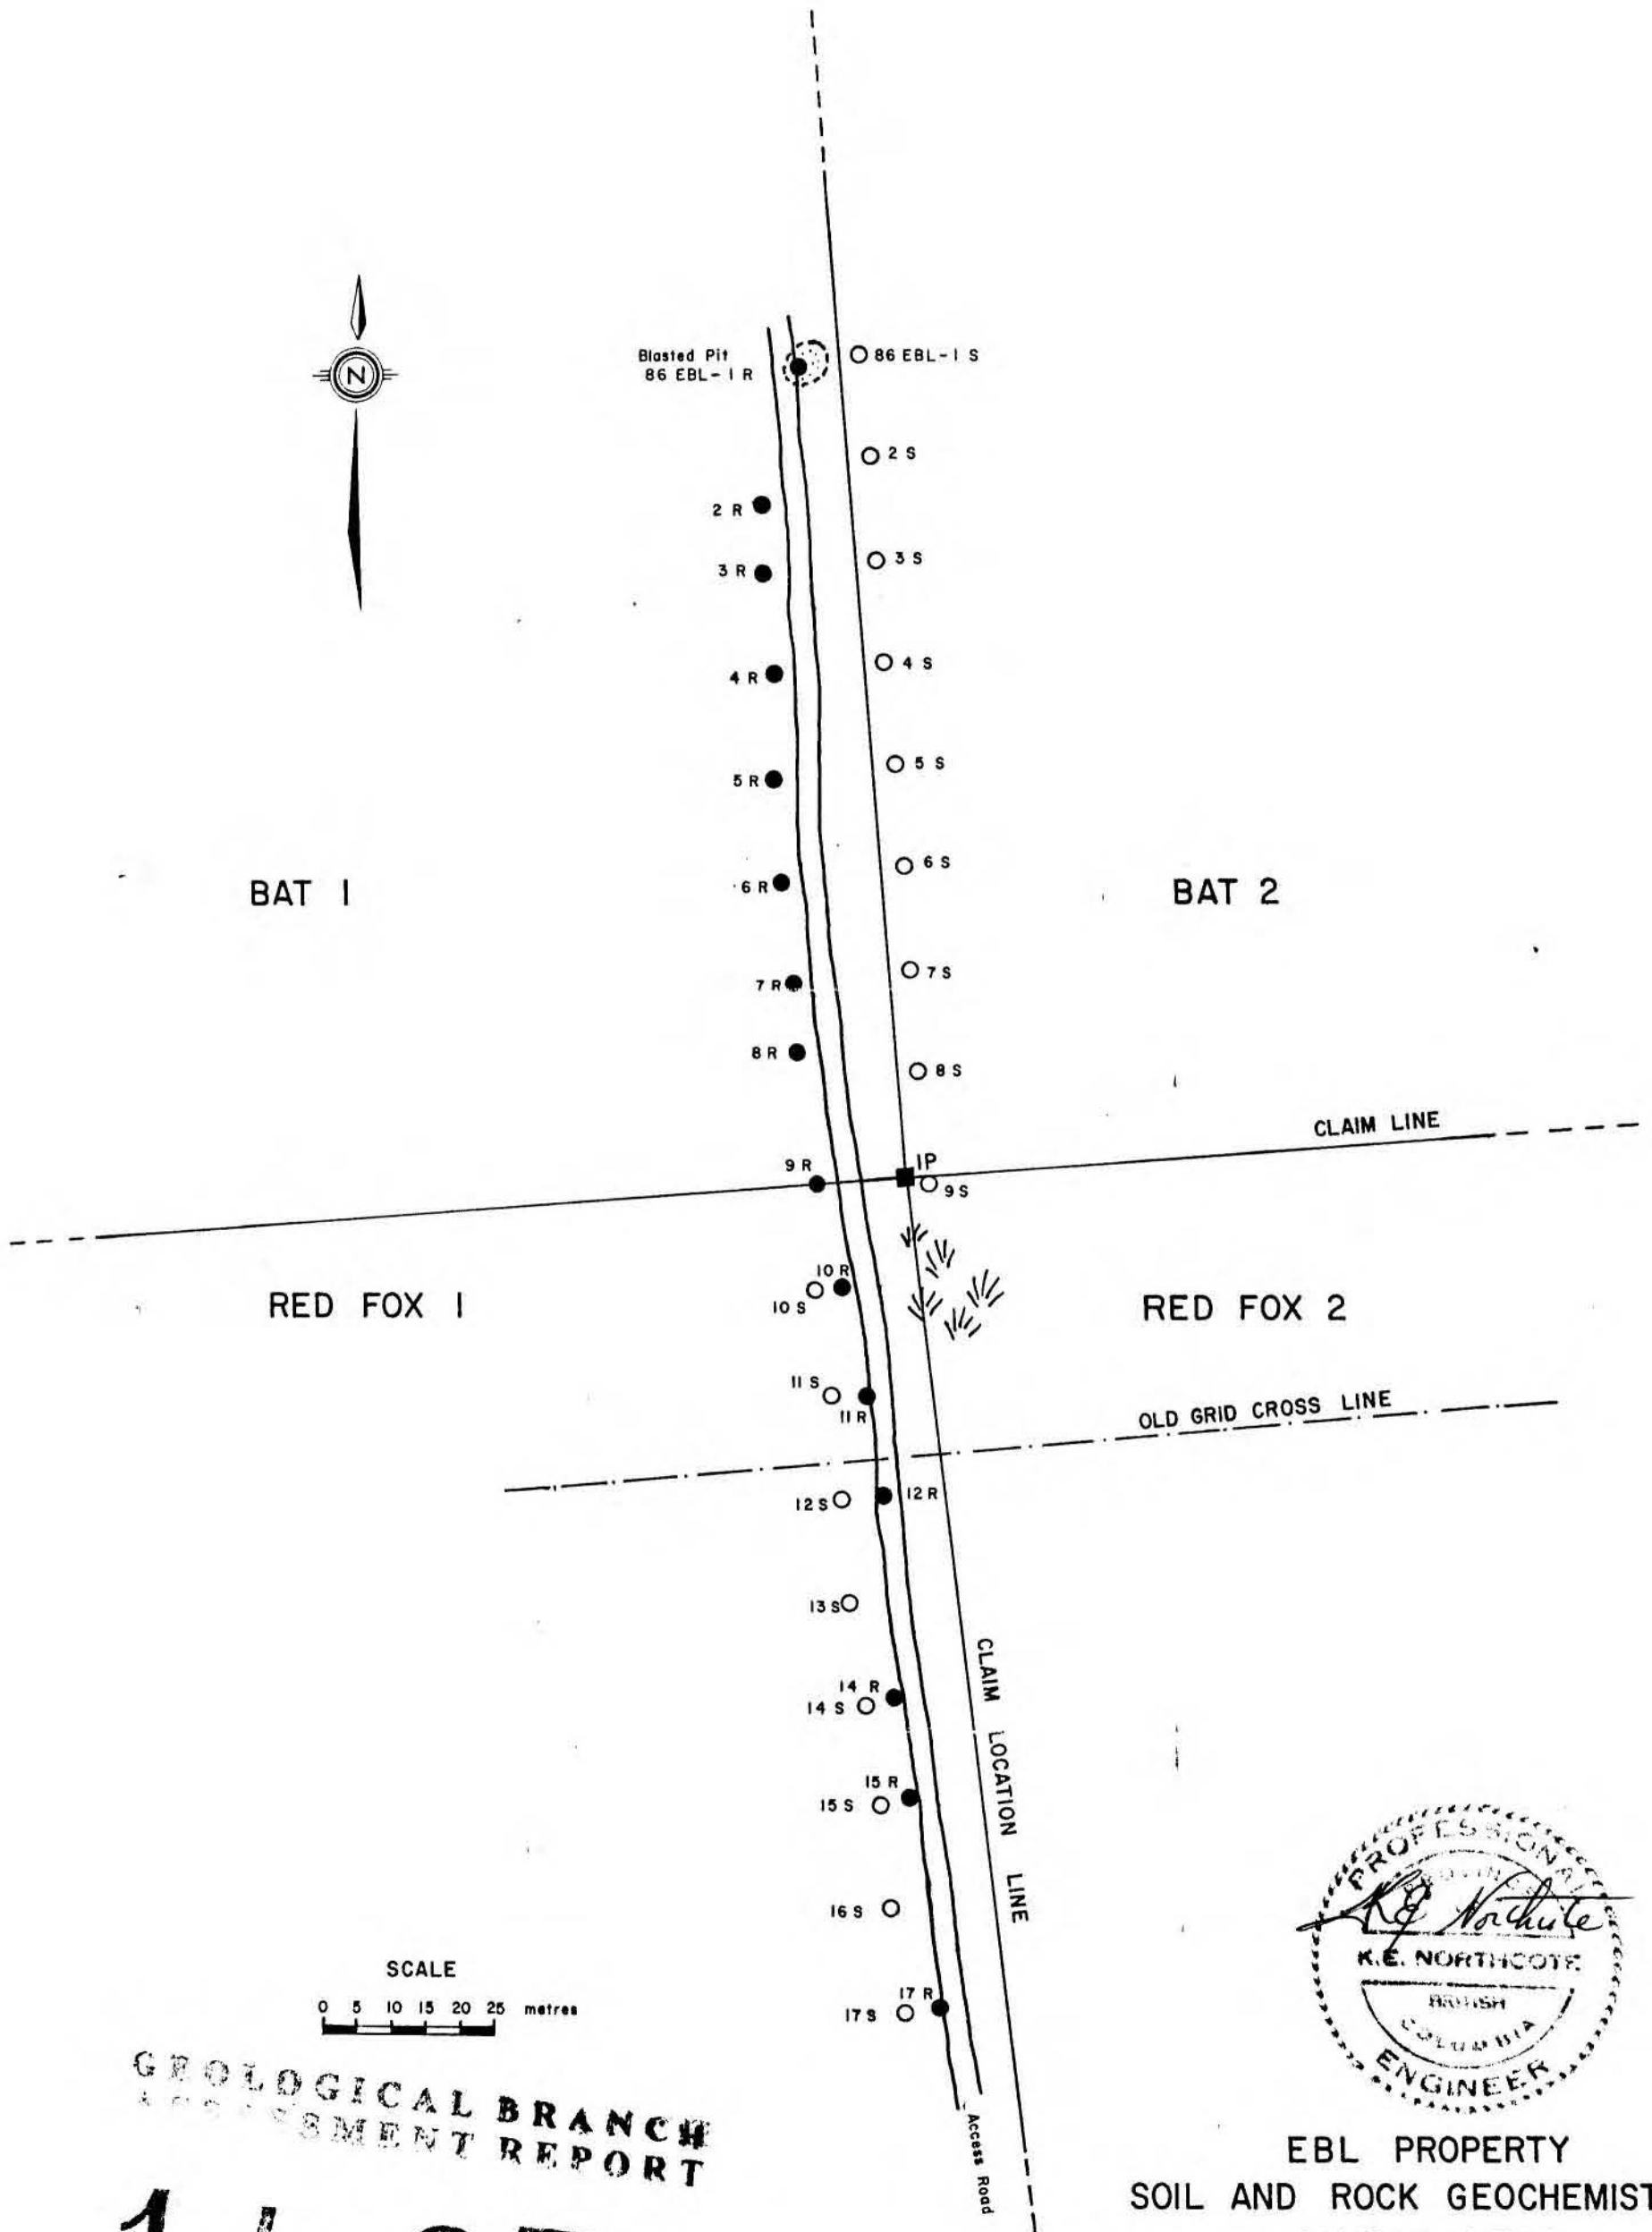 Blasted Pit
86 EBL-1 R
86 EBL-1 S
2 S
2 R
3 S
3 R
4 S
4 R
5 S
5 R
6 S
6 R
BAT 1
BAT 2
7 S
7 R
8 R
8 S
CLAIM LINE
9 R
IP
9 S
10 R
10 S
RED FOX 1
RED FOX 2
11 S
11 R
OLD GRID CROSS LINE
12 S
12 R
13 S
CLAIM LOCATION LINE
14 R
14 S
15 R
15 S
16 S
17 R
17 S
N
SCALE
0 5 10 15 20 25 metres
Access Road
PROFESSIONAL
PROVINCE
K.E. Northcote
K.E. NORTHCOTE
BRITISH
COLUMBIA
ENGINEER
GEOLOGICAL BRANCH
ASSESSMENT REPORT
EBL PROPERTY
SOIL AND ROCK GEOCHEMIST